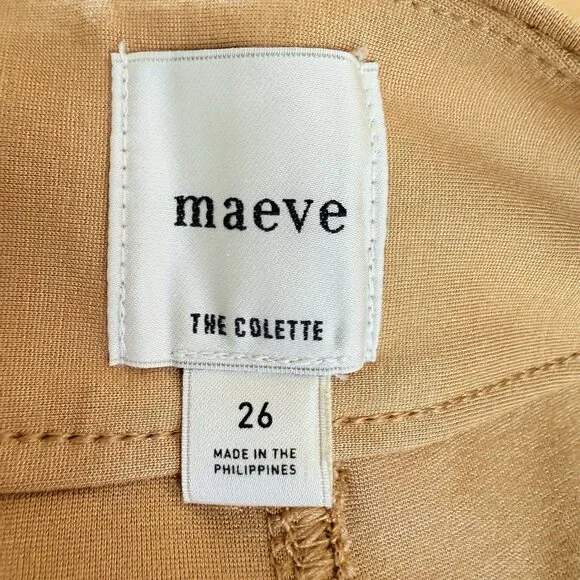 maeve
THE COLETTE
26
MADE IN THE
PHILIPPINES